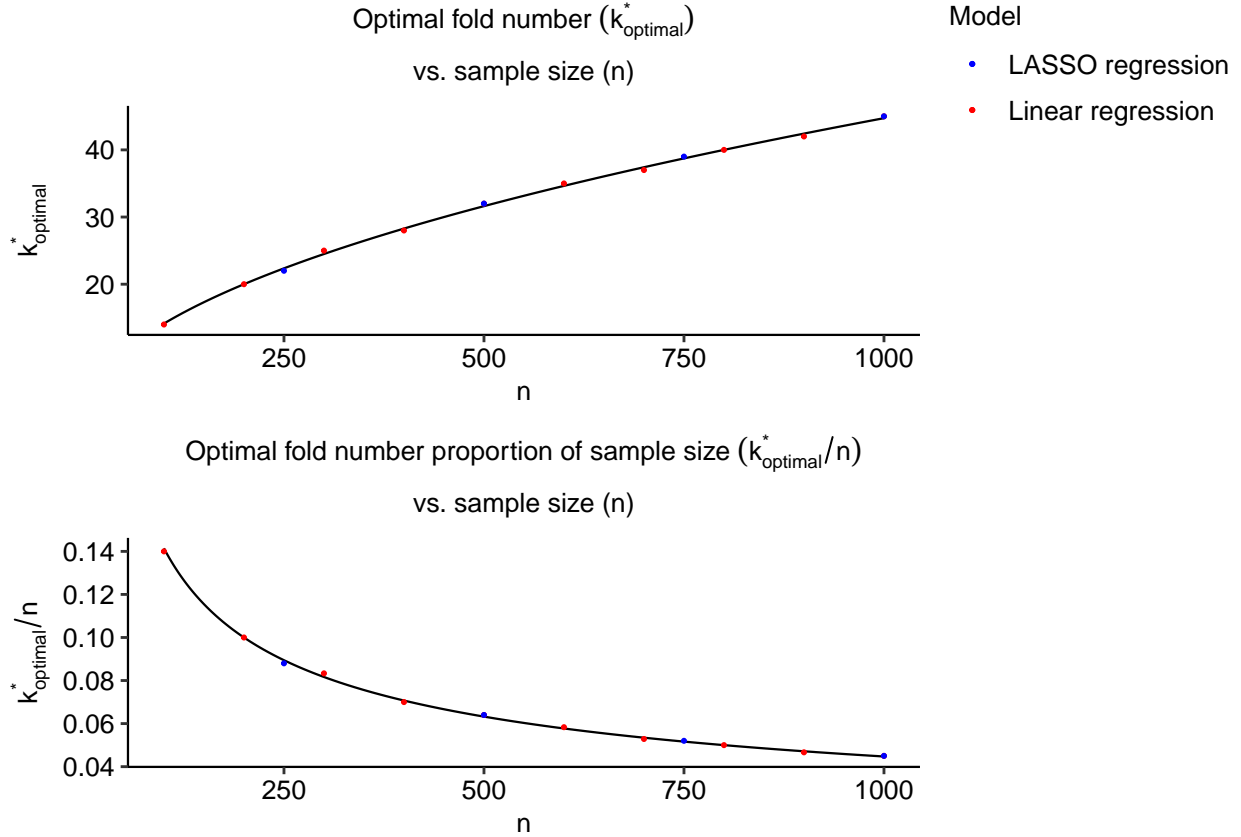 Optimal fold number (k*optimal)
vs. sample size (n)
Model
LASSO regression
Linear regression
k*optimal
40
30
20
250 500 750 1000
n
Optimal fold number proportion of sample size (k*optimal/n)
vs. sample size (n)
k*optimal/n
0.14
0.12
0.10
0.08
0.06
0.04
250 500 750 1000
n